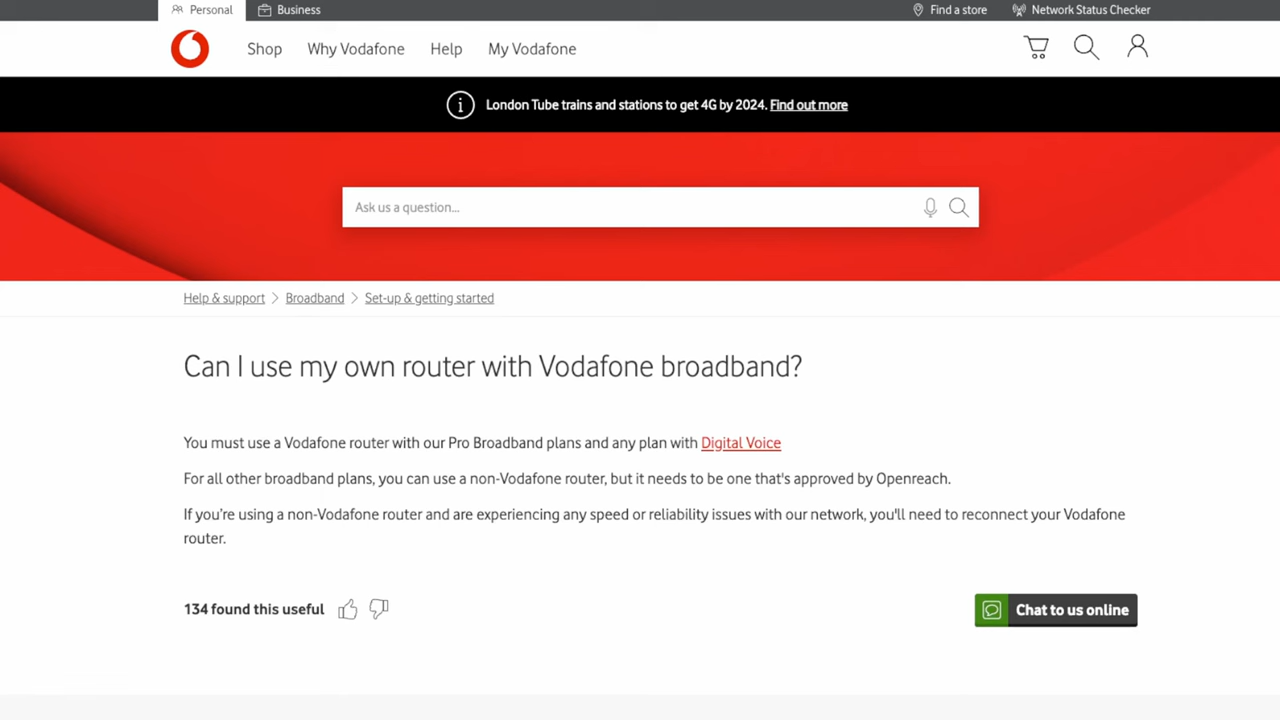 Personal
Business
Find a store
Network Status Checker
Shop
Why Vodafone
Help
My Vodafone
London Tube trains and stations to get 4G by 2024. Find out more
Ask us a question...
Help & support
Broadband
Set-up & getting started
Can I use my own router with Vodafone broadband?
You must use a Vodafone router with our Pro Broadband plans and any plan with Digital Voice
For all other broadband plans, you can use a non-Vodafone router, but it needs to be one that's approved by Openreach.
If you're using a non-Vodafone router and are experiencing any speed or reliability issues with our network, you'll need to reconnect your Vodafone
router.
134 found this useful
Chat to us online